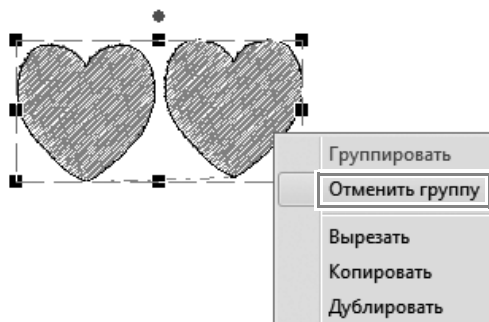 Группировать
Отменить группу
Вырезать
Копировать
Дублировать